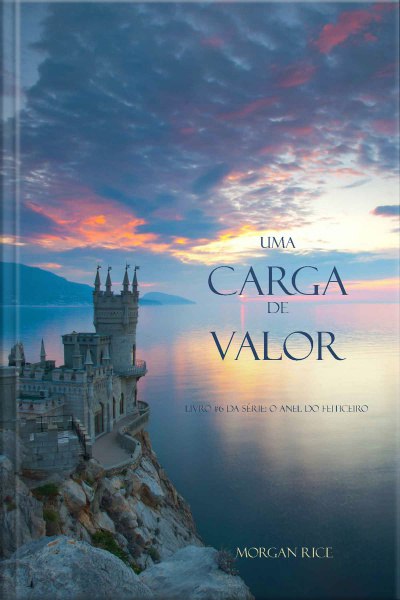 UMA
CARGA
DE
VALOR
LIVRO #6 DA SÉRIE: O ANEL DO FEITICEIRO
MORGAN RICE